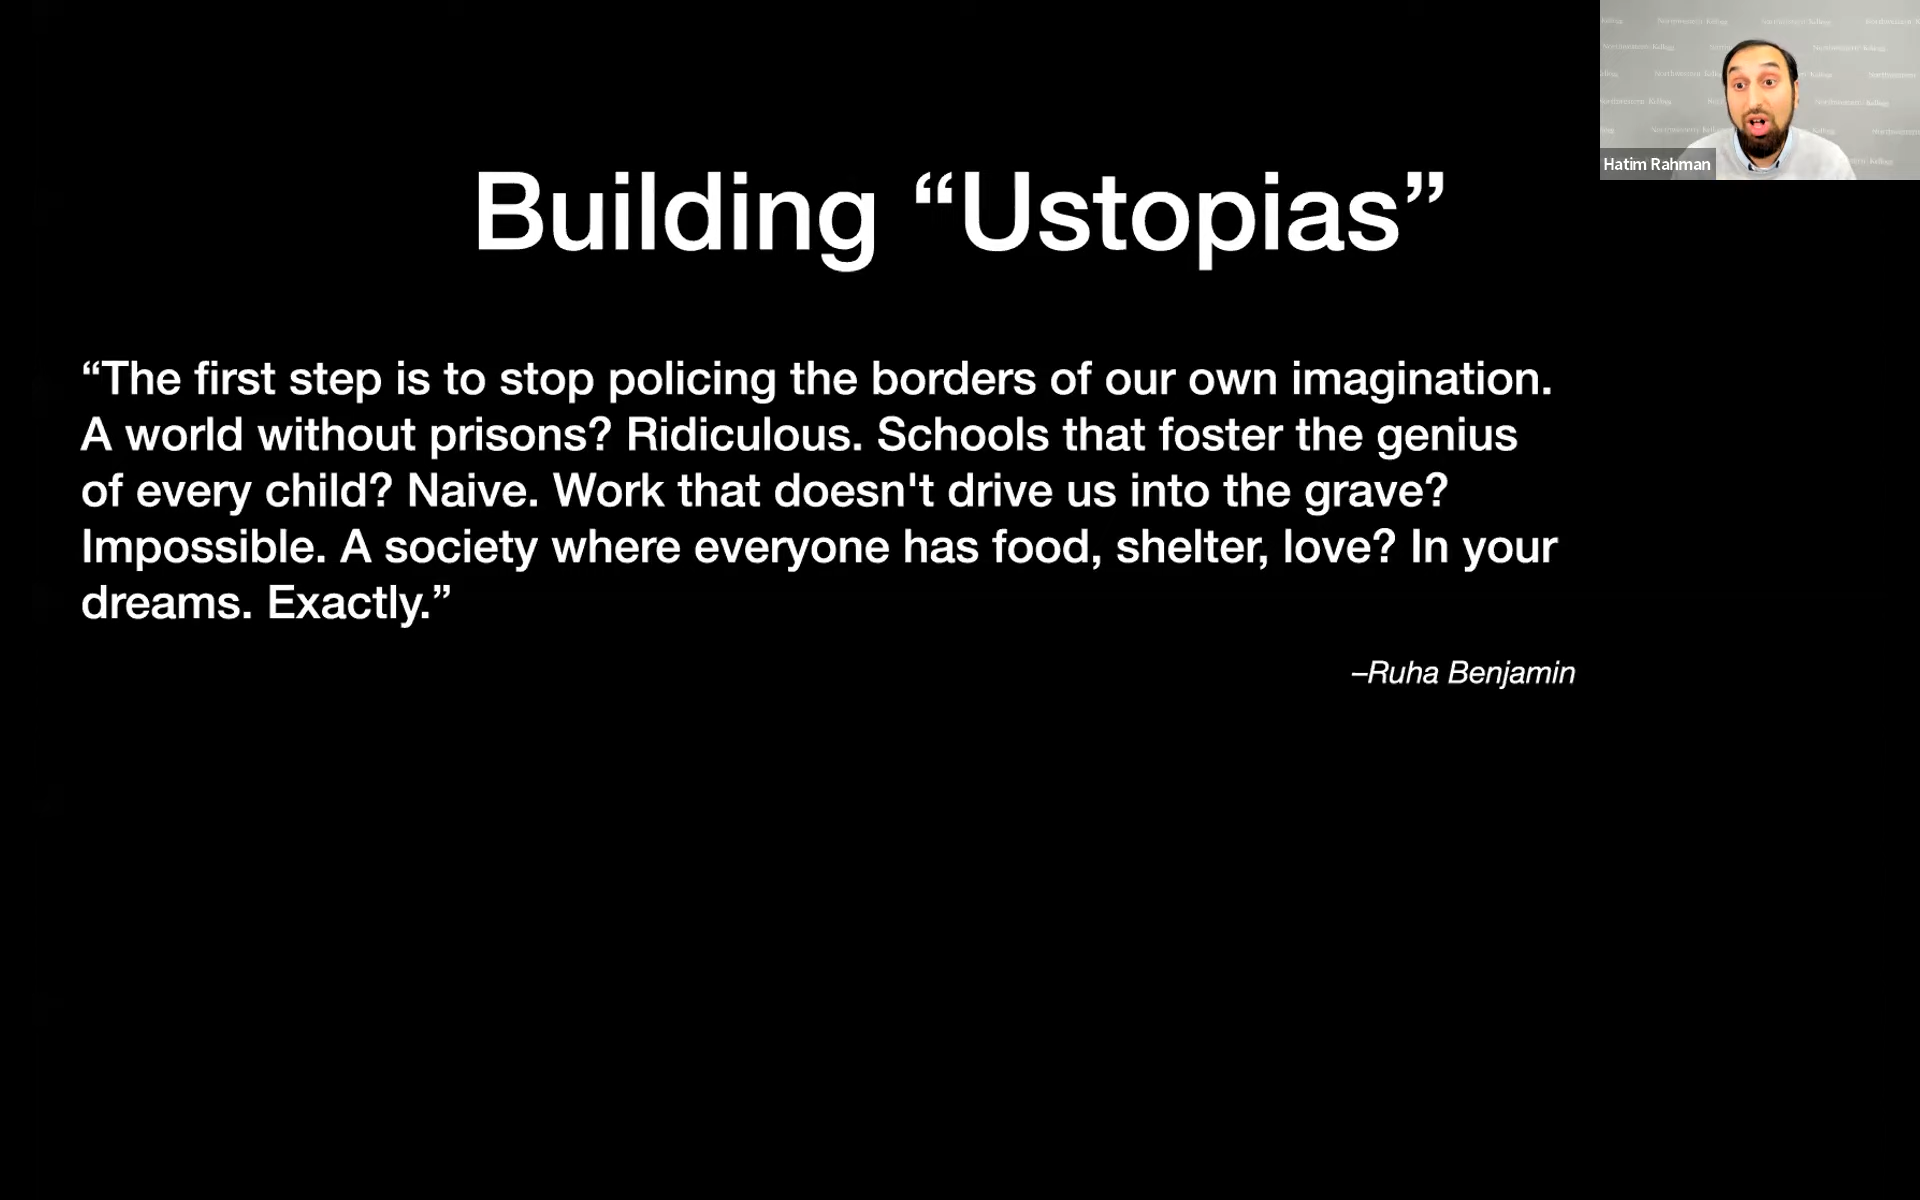 Building “Ustopias”
“The first step is to stop policing the borders of our own imagination.
A world without prisons? Ridiculous. Schools that foster the genius
of every child? Naive. Work that doesn't drive us into the grave?
Impossible. A society where everyone has food, shelter, love? In your
dreams. Exactly.”
–Ruha Benjamin
Northwestern Kellogg
Hatim Rahman